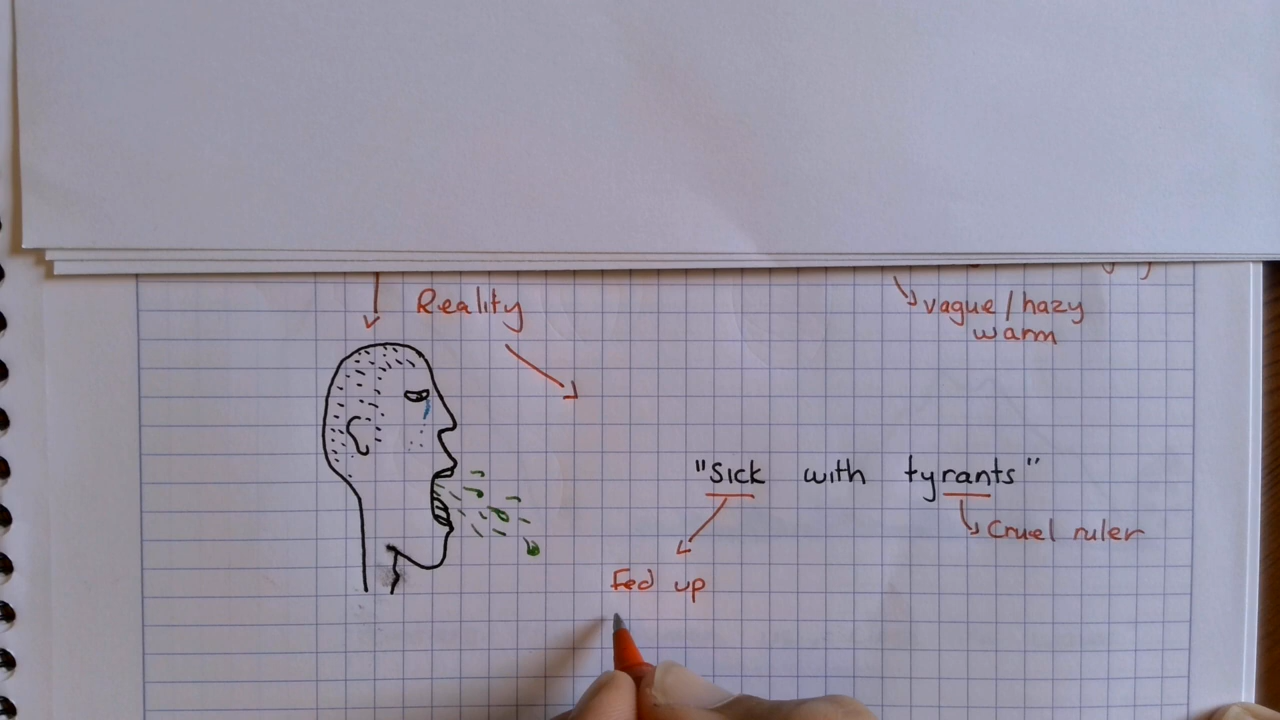 Reality
vague / hazy
warm
"Sick with tyrants"
Cruel ruler
Fed up